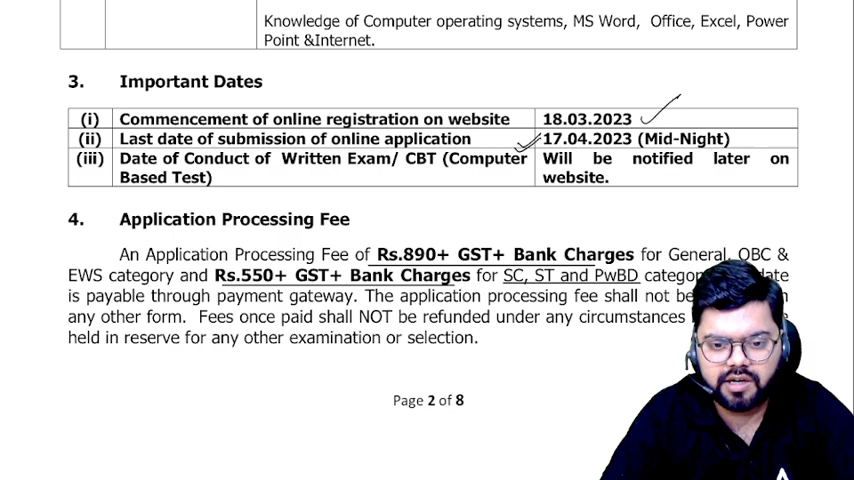 Knowledge of Computer operating systems, MS Word, Office, Excel, Power
Point &Internet.
3. Important Dates
(i) Commencement of online registration on website 18.03.2023
(ii) Last date of submission of online application 17.04.2023 (Mid-Night)
(iii) Date of Conduct of Written Exam/ CBT (Computer Will be notified later on
Based Test) website.
4. Application Processing Fee
An Application Processing Fee of Rs.890+ GST+ Bank Charges for General, OBC &
EWS category and Rs.550+ GST+ Bank Charges for SC, ST and PwBD
is payable through payment gateway. The application processing fee shall not be
any other form. Fees once paid shall NOT be refunded under any circumstances
held in reserve for any other examination or selection.
Page 2 of 8